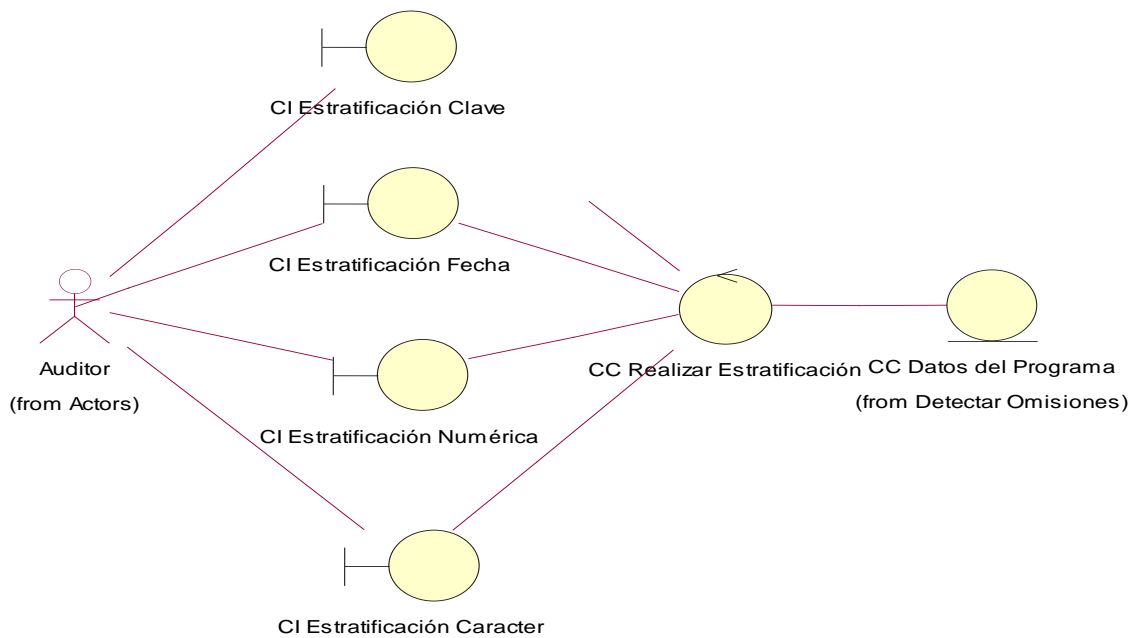 CI Estratificación Clave
CI Estratificación Fecha
Auditor
(from Actors)
CC Realizar Estratificación
CC Datos del Programa
(from Detectar Omisiones)
CI Estratificación Numérica
CI Estratificación Caracter